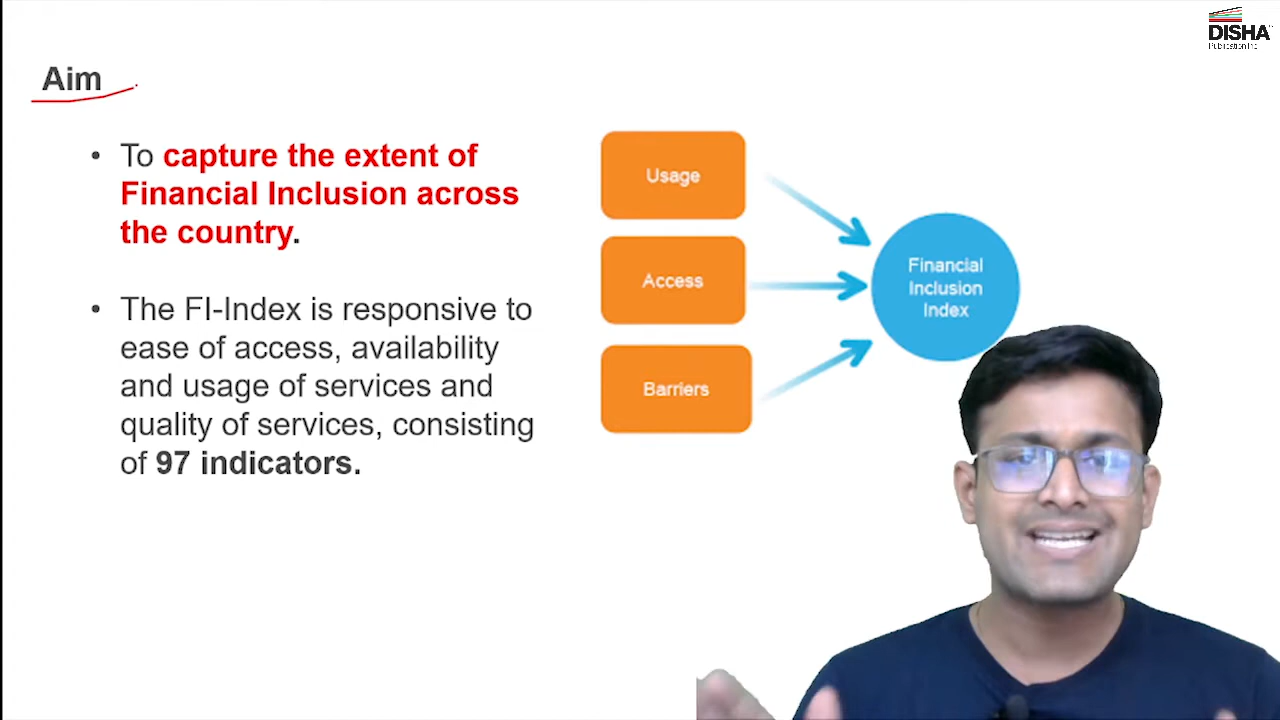 DISHA
Publication Inc
Aim
• To capture the extent of
Financial Inclusion across
the country.
• The FI-Index is responsive to
ease of access, availability
and usage of services and
quality of services, consisting
of 97 indicators.
Usage
Access
Barriers
Financial
Inclusion
Index